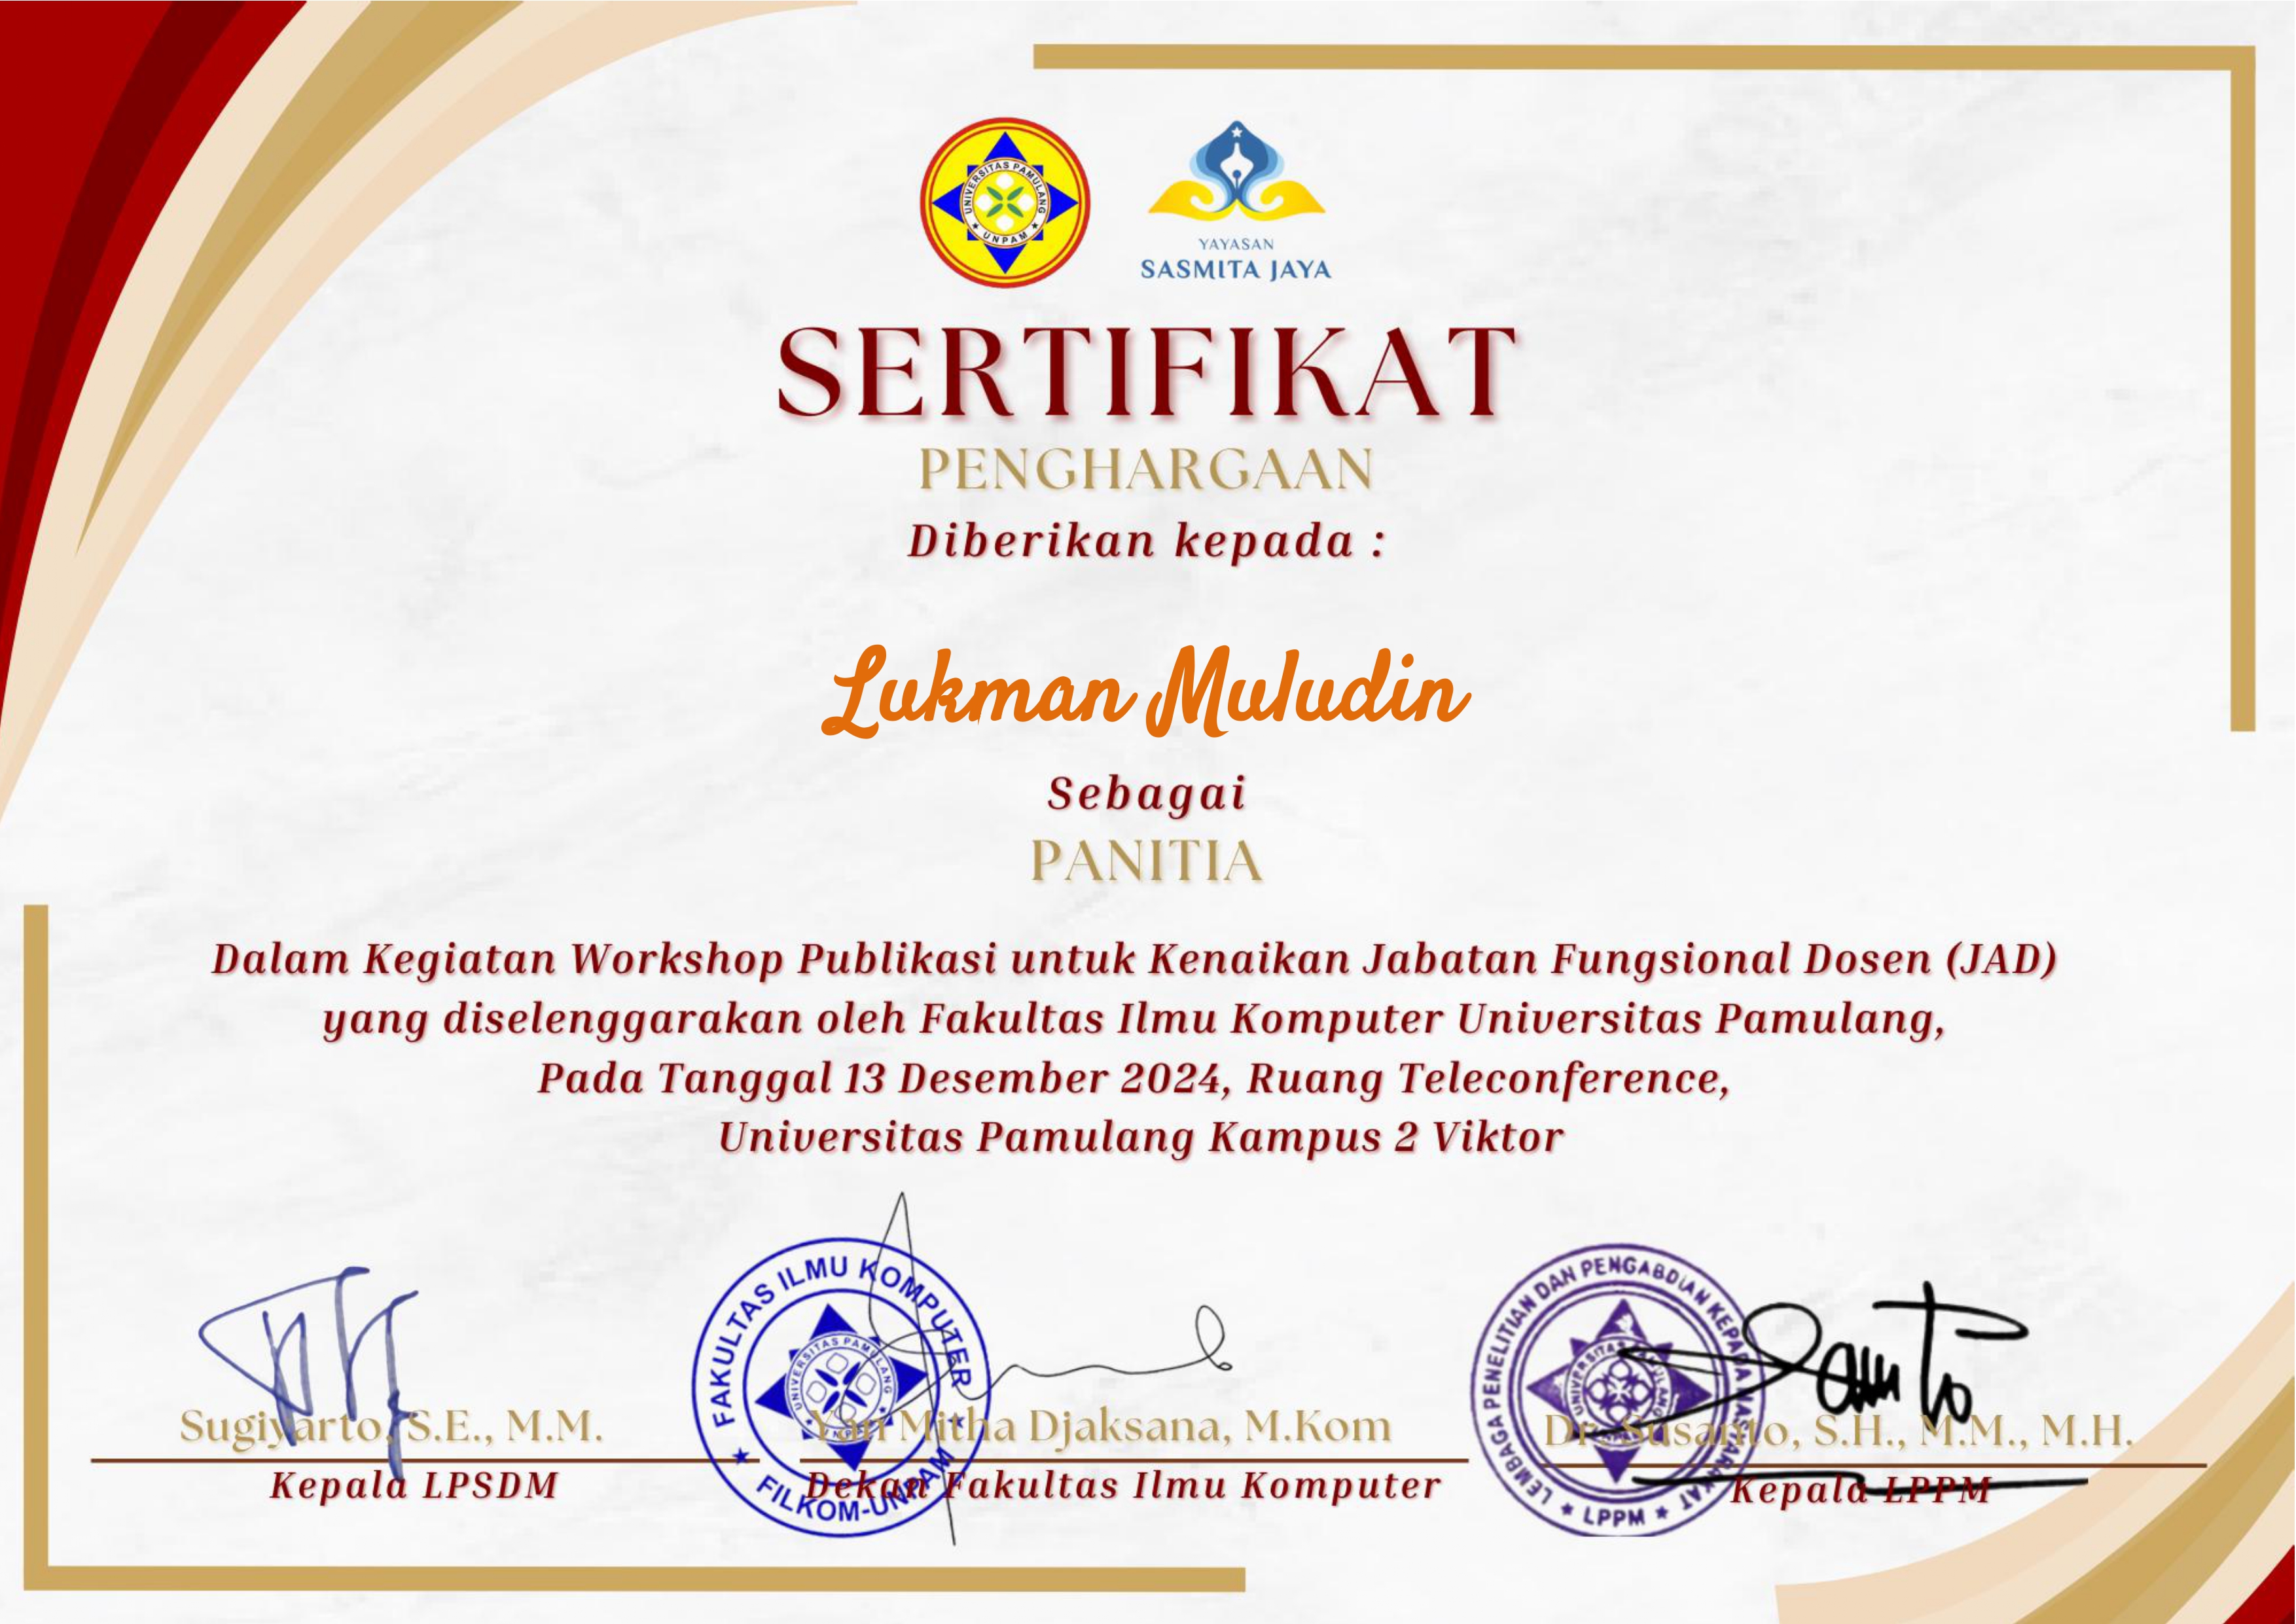 UNIVERSITAS PAMULANG
UNPAM
YAYASAN
SASMITA JAYA
SERTIFIKAT
PENGHARGAAN
Diberikan kepada :
Lukman Muludin
Sebagai
PANITIA
Dalam Kegiatan Workshop Publikasi untuk Kenaikan Jabatan Fungsional Dosen (JAD)
yang diselenggarakan oleh Fakultas Ilmu Komputer Universitas Pamulang,
Pada Tanggal 13 Desember 2024, Ruang Teleconference,
Universitas Pamulang Kampus 2 Viktor
FAKULTAS ILMU KOMPUTER
UNIVERSITAS PAMULANG
UNPAM
FILKOM-UNPAM
LEMBAGA PENELITIAN DAN PENGABDIAN KEPADA MASYARAKAT
UNIVERSITAS PAMULANG
LPPM
Sugiyarto, S.E., M.M.
Kepala LPSDM
Yan Mitha Djaksana, M.Kom
Dekan Fakultas Ilmu Komputer
Dr. Susanto, S.H., M.M., M.H.
Kepala LPPM